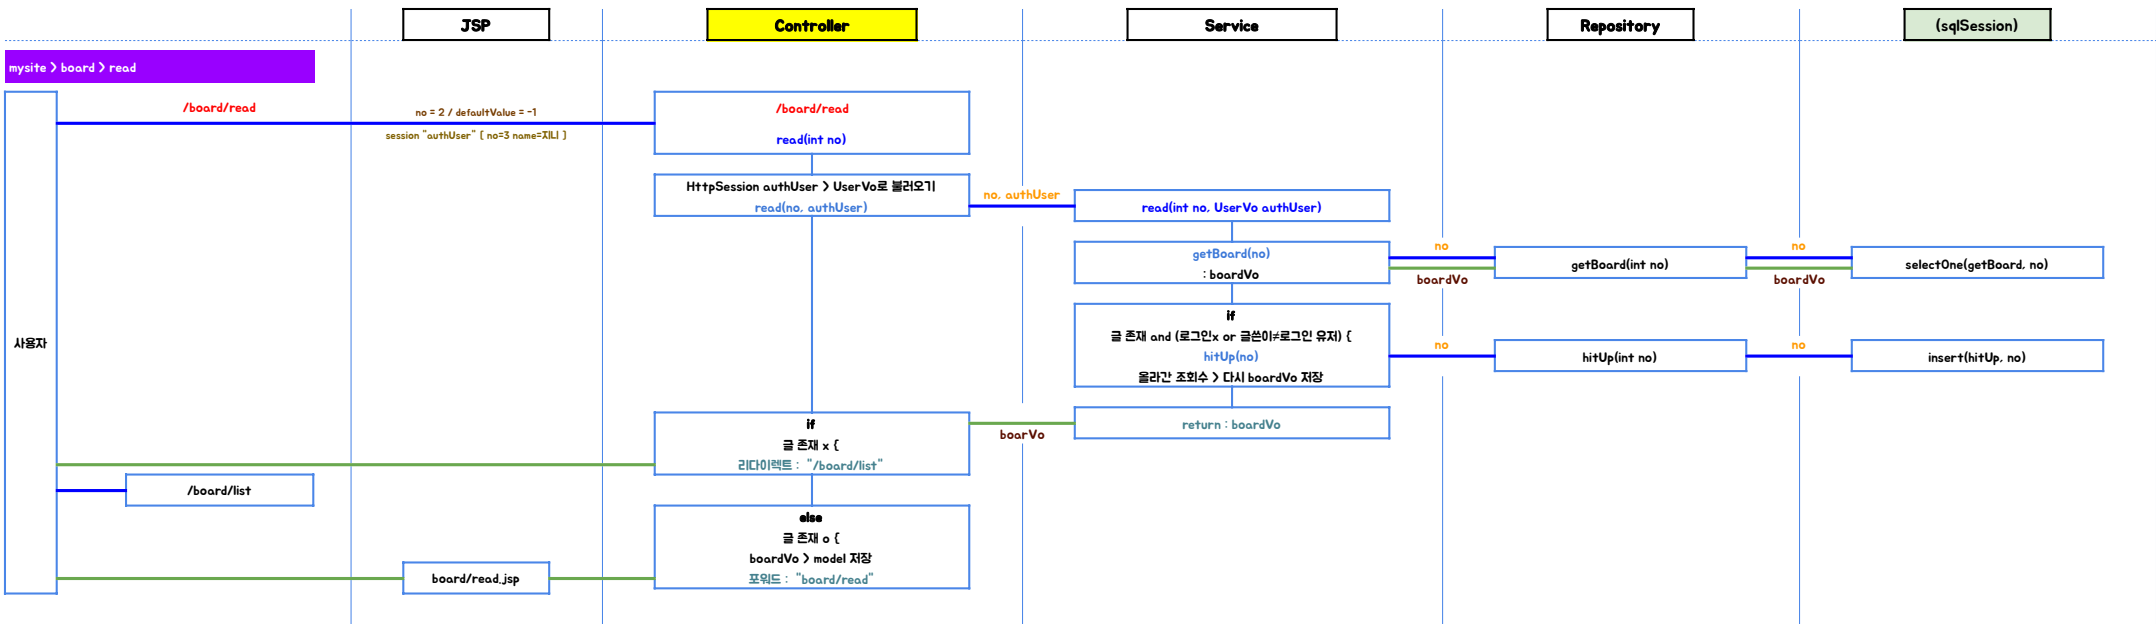 JSP
Controller
Service
Repository
(sqlSession)
mysite > board > read
/board/read
no = 2 / defaultValue = -1
session "authUser" [ no=3 name=지니 ]
/board/read
read(int no)
HttpSession authUser > UserVo로 불러오기
read(no, authUser)
no, authUser
read(int no, UserVo authUser)
getBoard(no)
: boardVo
no
boardVo
getBoard(int no)
no
boardVo
selectOne(getBoard, no)
사용자
if
글 존재 and (로그인x or 글쓴이≠로그인 유저) {
hitUp(no)
올라간 조회수 > 다시 boardVo 저장
no
hitUp(int no)
no
insert(hitUp, no)
return : boardVo
boarVo
if
글 존재 x {
리다이렉트 : "/board/list"
/board/list
else
글 존재 o {
boardVo > model 저장
포워드 : "board/read"
board/read.jsp